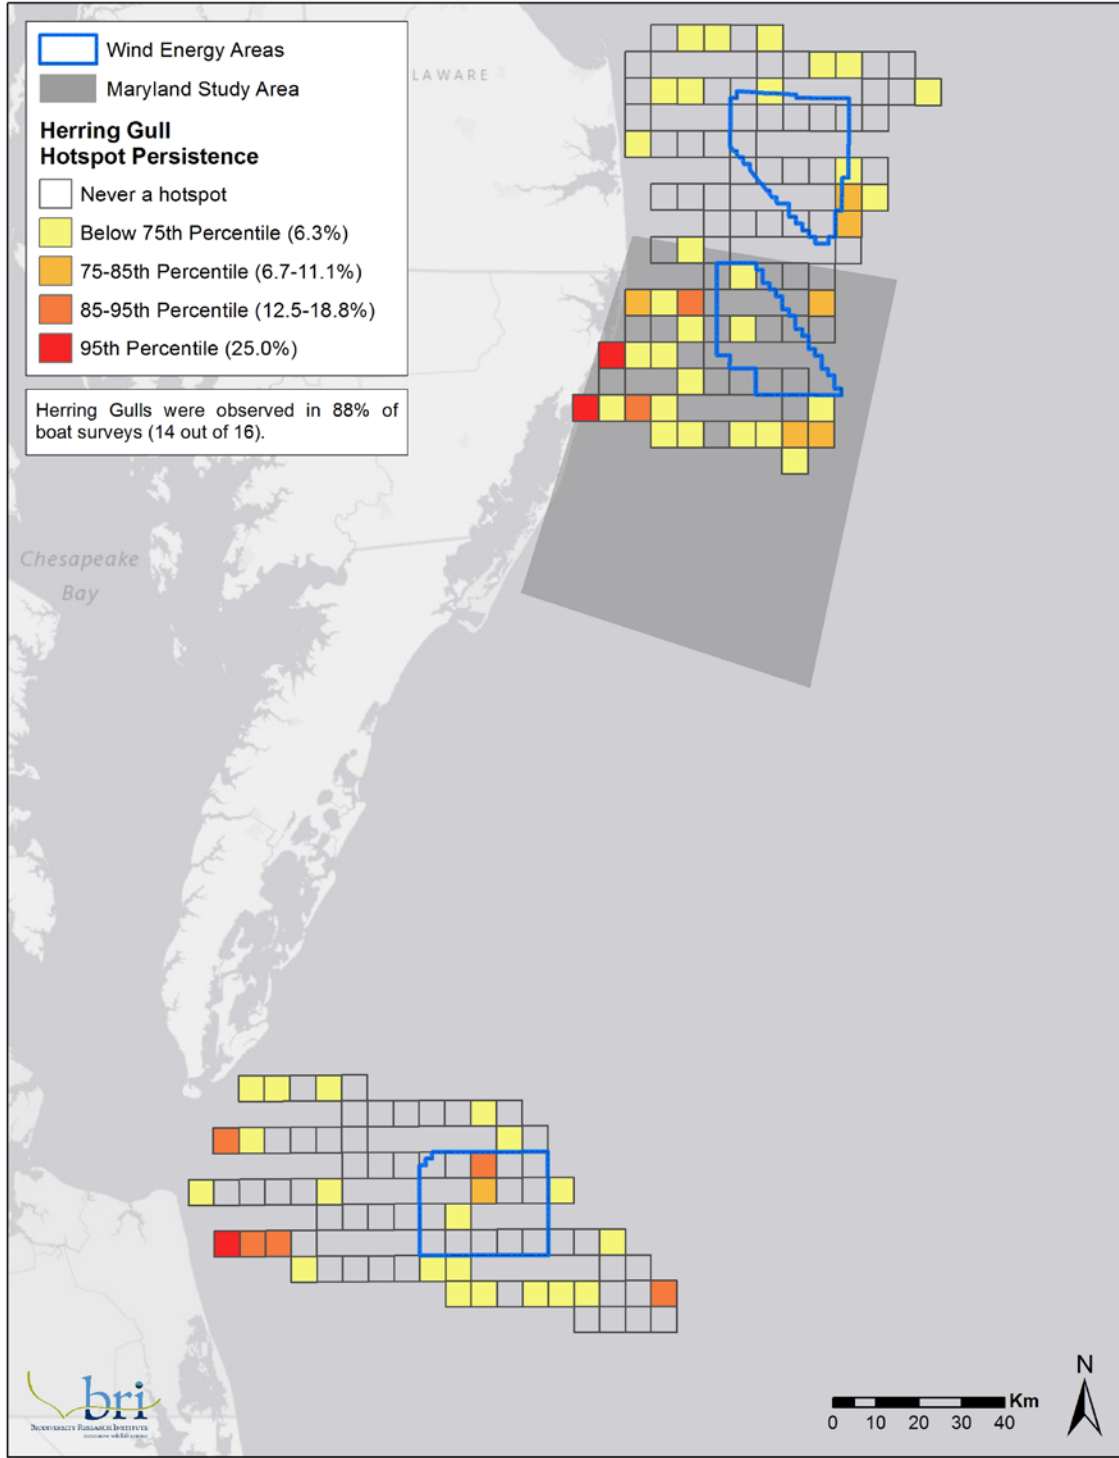 Wind Energy Areas
Maryland Study Area
Herring Gull
Hotspot Persistence
Never a hotspot
Below 75th Percentile (6.3%)
75-85th Percentile (6.7-11.1%)
85-95th Percentile (12.5-18.8%)
95th Percentile (25.0%)
Herring Gulls were observed in 88% of
boat surveys (14 out of 16).
LAWARE
Chesapeake
Bay
bri
BIODIVERSITY RESEARCH INSTITUTE
Km
0 10 20 30 40
N